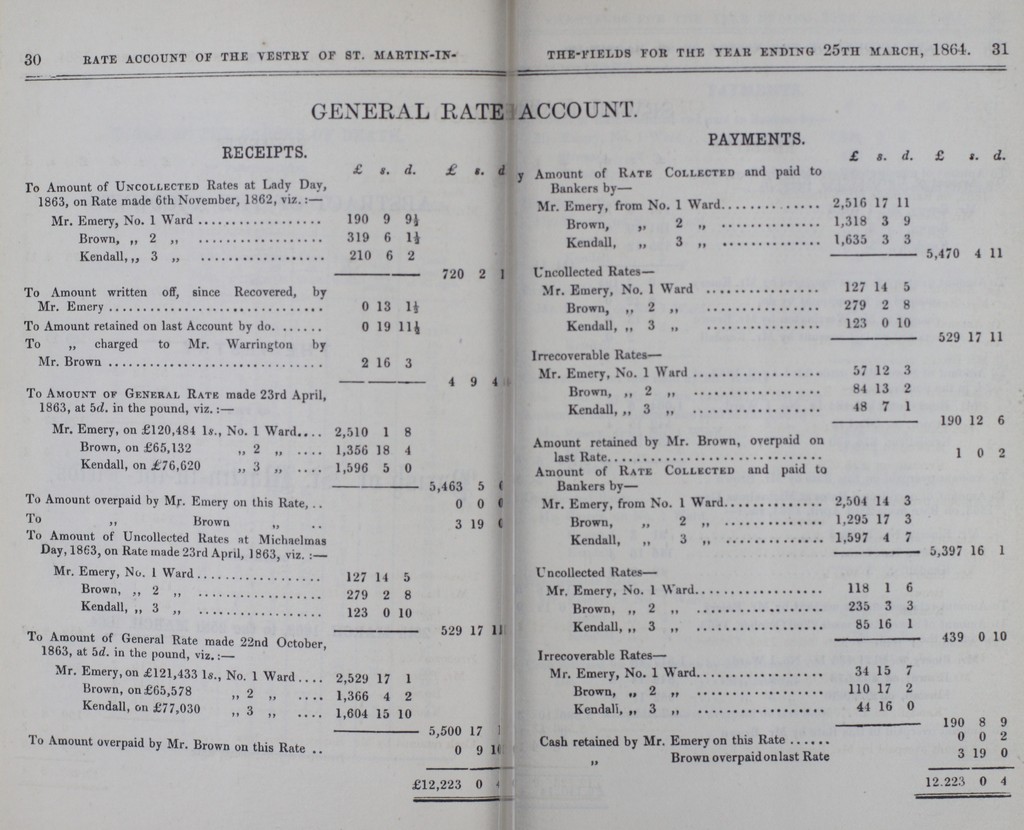 30 RATE ACCOUNT OF THE VESTRY OF ST. MARTIN-IN-
GENERAL RATE
RECEIPTS.
£ s. d. £ s. d
To Amount of UNCOLLECTED Rates at Lady Day,
1863, on Rate made 6th November, 1862, viz. :—
Mr. Emery, No. 1 Ward .................. 190 9 9½
Brown, „ 2 „ .................. 319 6 1½
Kendall, „ 3 „ .................. 210 6 2
720 2 1
To Amount written off, since Recovered, by
Mr. Emery .............................. 0 13 1½
To Amount retained on last Account by do. ...... 0 19 11½
To „ charged to Mr. Warrington by
Mr. Brown .............................. 2 16 3
4 9 4
To AMOUNT OF GENERAL RATE made 23rd April,
1863, at 5d. in the pound, viz. :—
Mr. Emery, on £120,484 1s., No. 1 Ward.... 2,510 1 8
Brown, on £65,132 „ 2 „ .... 1,356 18 4
Kendall, on £76,620 „ 3 „ .... 1,596 5 0
5,463 5
To Amount overpaid by Mr. Emery on this Rate, .. 0 0
To „ Brown „ .. 3 19
To Amount of Uncollected Rates at Michaelmas
Day, 1863, on Rate made 23rd April, 1863, viz. :—
Mr. Emery, No. 1 Ward .................. 127 14 5
Brown, „ 2 „ .................. 279 2 8
Kendall, „ 3 „ .................. 123 0 10
529 17 11
To Amount of General Rate made 22nd October,
1863, at 5d. in the pound, viz. :—
Mr. Emery, on £121,433 1s., No. 1 Ward .... 2,529 17 1
Brown, on £65,578 „ 2 „ .... 1,366 4 2
Kendall, on £77,030 „ 3 „ .... 1,604 15 10
5,500 17 1
To Amount overpaid by Mr. Brown on this Rate .. 0 9 10
£12,223 0 4
THE-FIELDS FOR THE YEAR ENDING 25TH MARCH, 1864. 31
ACCOUNT.
PAYMENTS.
£ s. d. £ s. d.
y Amount of RATE COLLECTED and paid to
Bankers by—
Mr. Emery, from No. 1 Ward.............. 2,516 17 11
Brown, „ 2 „ .............. 1,318 3 9
Kendall, „ 3 „ .............. 1,635 3 3
5,470 4 11
Uncollected Rates—
Mr. Emery, No. 1 Ward ................ 127 14 5
Brown, „ 2 „ ................ 279 2 8
Kendall, „ 3 „ ................ 123 0 10
529 17 11
Irrecoverable Rates—
Mr. Emery, No. 1 Ward .................. 57 12 3
Brown, „ 2 „ .................. 84 13 2
Kendall, „ 3 „ .................. 48 7 1
190 12 6
Amount retained by Mr. Brown, overpaid on
last Rate.............................. 1 0 2
Amount of RATE COLLECTED and paid to
Bankers by—
Mr. Emery, from No. 1 Ward.............. 2,504 14 3
Brown, „ 2 „ .............. 1,295 17 3
Kendall, „ 3 „ .............. 1,597 4 7
5,397 16 1
Uncollected Rates—
Mr. Emery, No. 1 Ward.................. 118 1 6
Brown, „ 2 „ .................. 235 3 3
Kendall, „ 3 „ .................. 85 16 1
439 0 10
Irrecoverable Rates—
Mr. Emery, No. 1 Ward.................. 34 15 7
Brown, „ 2 „ .................. 110 17 2
Kendall, „ 3 „ .................. 44 16 0
190 8 9
Cash retained by Mr. Emery on this Rate ...... 0 0 2
„ Brown overpaid on last Rate 3 19 0
12.223 0 4